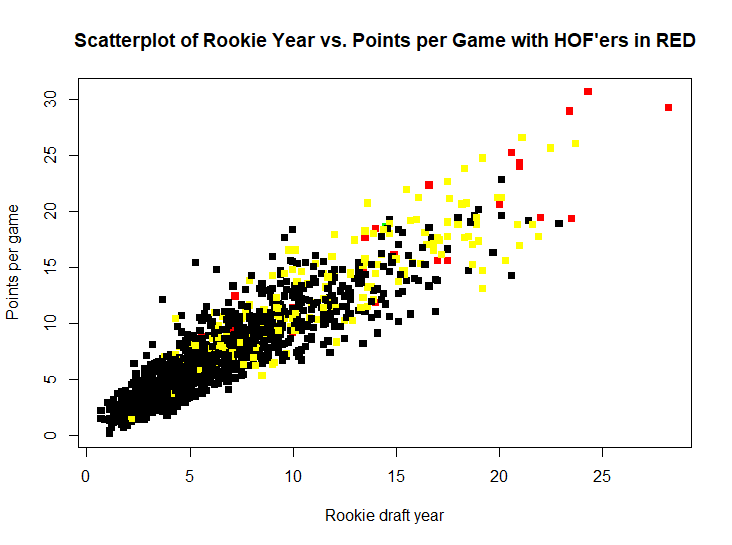 Scatterplot of Rookie Year vs. Points per Game with HOF'ers in RED
Points per game
30
25
20
15
10
5
0
0 5 10 15 20 25
Rookie draft year